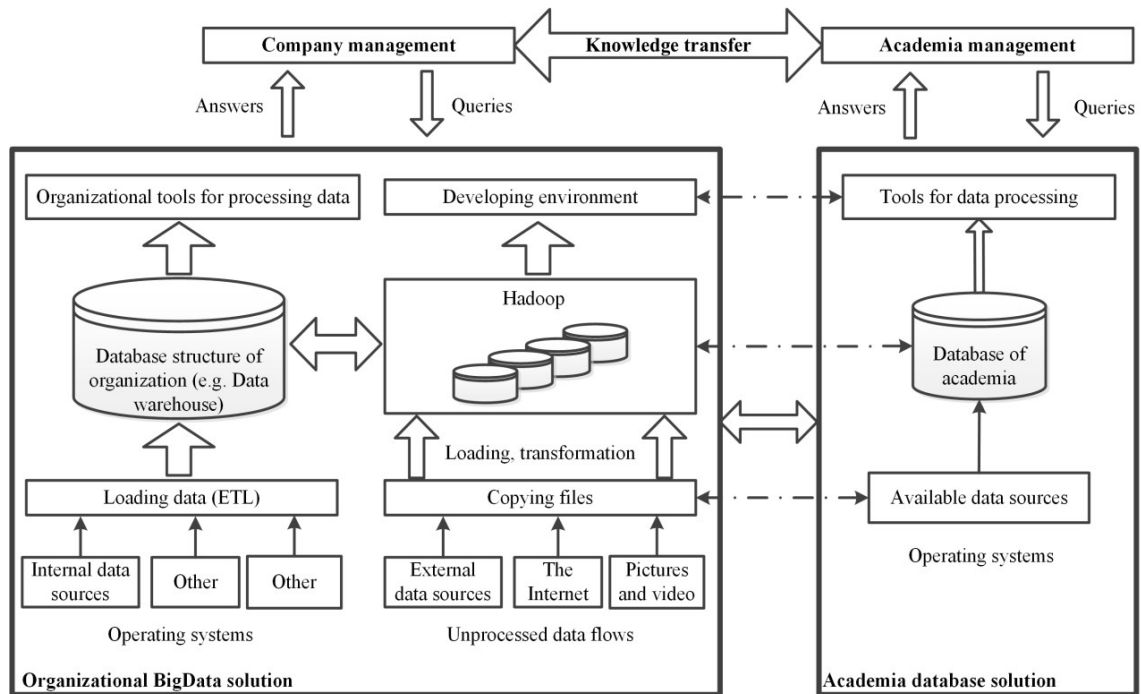 Company management
Knowledge transfer
Academia management
Answers
Queries
Answers
Queries
Organizational tools for processing data
Developing environment
Tools for data processing
Hadoop
Database structure of
organization (e.g. Data
warehouse)
Database of
academia
Loading, transformation
Loading data (ETL)
Copying files
Available data sources
Internal data
sources
Other
Other
External
data sources
The
Internet
Pictures
and video
Operating systems
Operating systems
Unprocessed data flows
Organizational BigData solution
Academia database solution